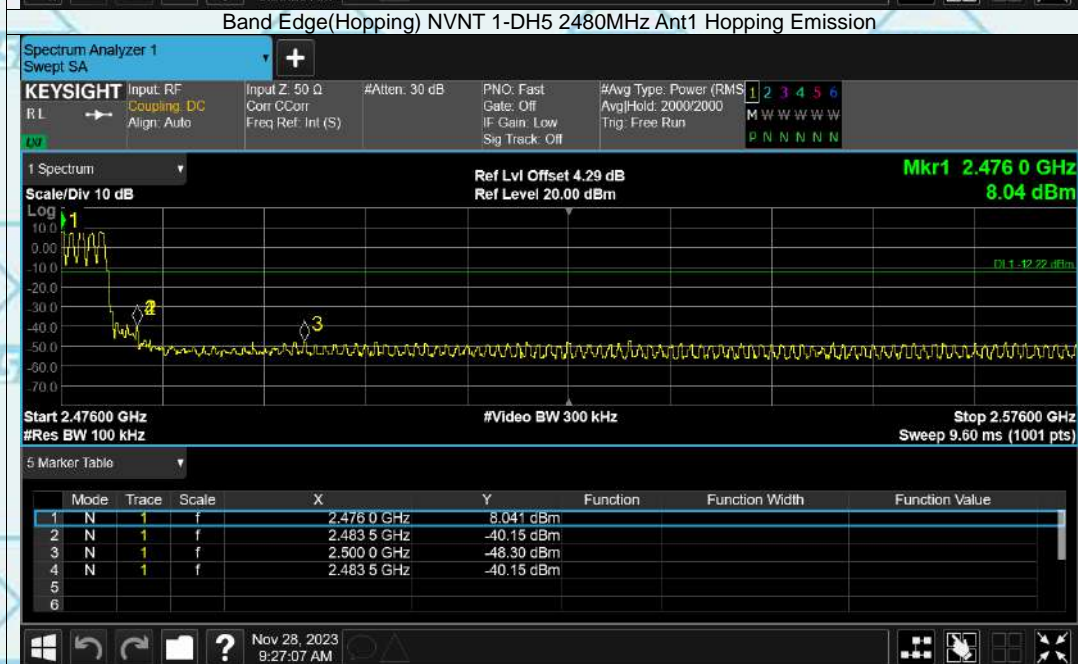 Band Edge(Hopping) NVNT 1-DH5 2480MHz Ant1 Hopping Emission
Spectrum Analyzer 1
Swept SA
+
KEYSIGHT Input: RF Input Z: 50 Ω #Atten: 30 dB PNO: Fast #Avg Type: Power (RMS 1 2 3 4 5 6
RL Coupling: DC Corr CCorr Gate: Off Avg|Hold: 2000/2000 M W W W W W
Align: Auto Freq Ref: Int (S) IF Gain: Low Trig: Free Run
Sig Track: Off P N N N N N
LXI
1 Spectrum Ref Lvl Offset 4.29 dB Mkr1 2.476 0 GHz
Scale/Div 10 dB Ref Level 20.00 dBm 8.04 dBm
Log
1
10.0
0.00
DL1 -12.22 dBm
-10.0
-20.0
-30.0
3
-40.0
-50.0
-60.0
-70.0
Start 2.47600 GHz #Video BW 300 kHz Stop 2.57600 GHz
#Res BW 100 kHz Sweep 9.60 ms (1001 pts)
5 Marker Table
Mode Trace Scale X Y Function Function Width Function Value
1 N 1 f 2.476 0 GHz 8.041 dBm
2 N 1 f 2.483 5 GHz -40.15 dBm
3 N 1 f 2.500 0 GHz -48.30 dBm
4 N 1 f 2.483 5 GHz -40.15 dBm
5
6
? Nov 28, 2023
9:27:07 AM